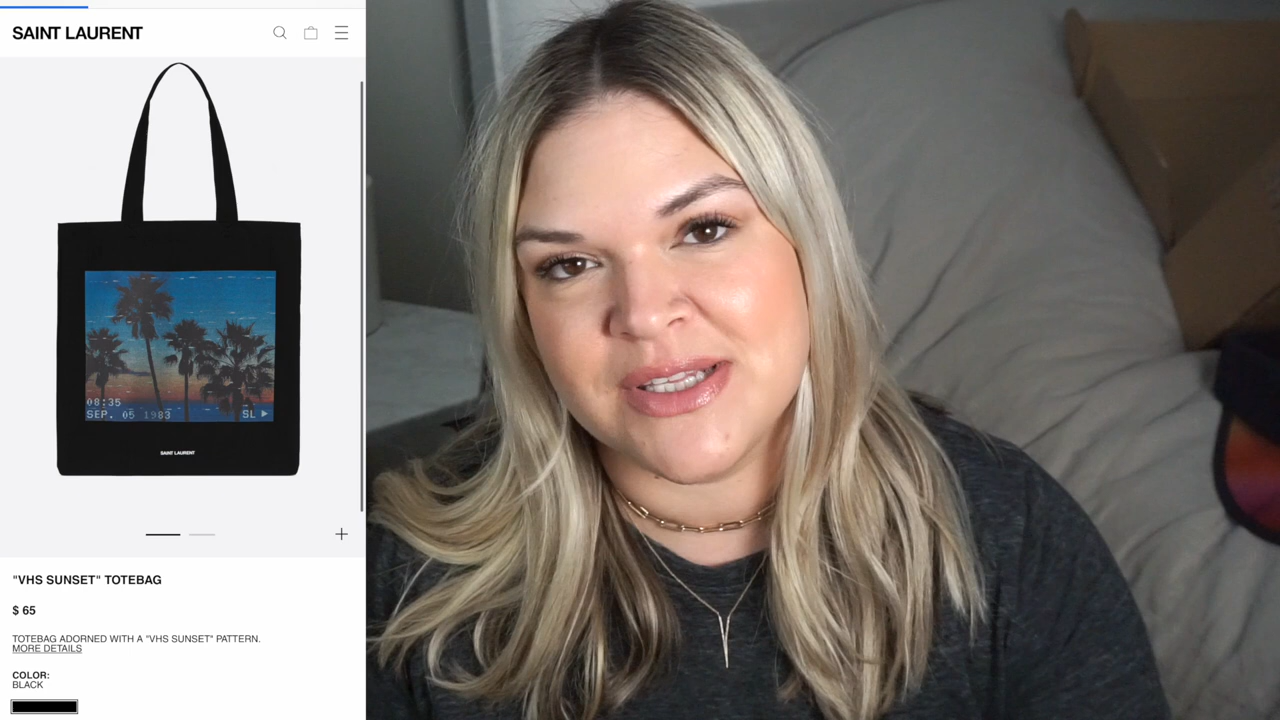 SAINT LAURENT
08:35
SEP. 05 1983 SL
SAINT LAURENT
"VHS SUNSET" TOTEBAG
$ 65
TOTEBAG ADORNED WITH A "VHS SUNSET" PATTERN.
MORE DETAILS
COLOR:
BLACK